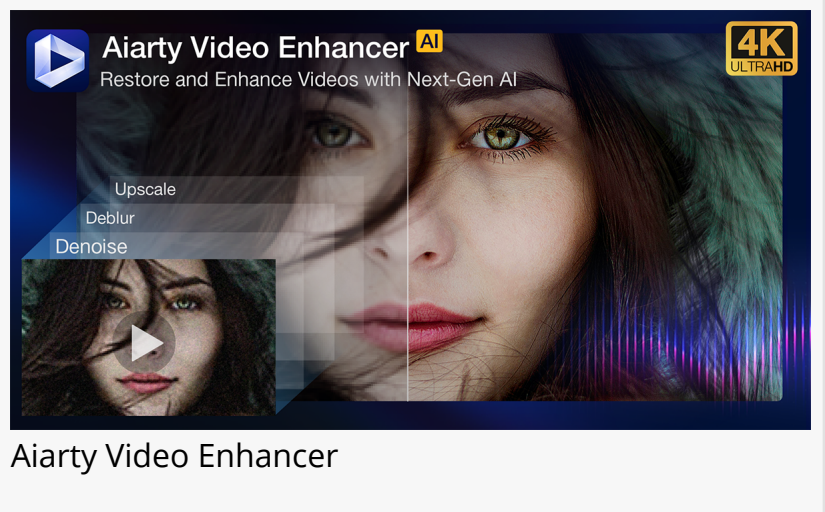 Aiarty Video Enhancer AI
Restore and Enhance Videos with Next-Gen AI
4K
ULTRAHD
Upscale
Deblur
Denoise
Aiarty Video Enhancer